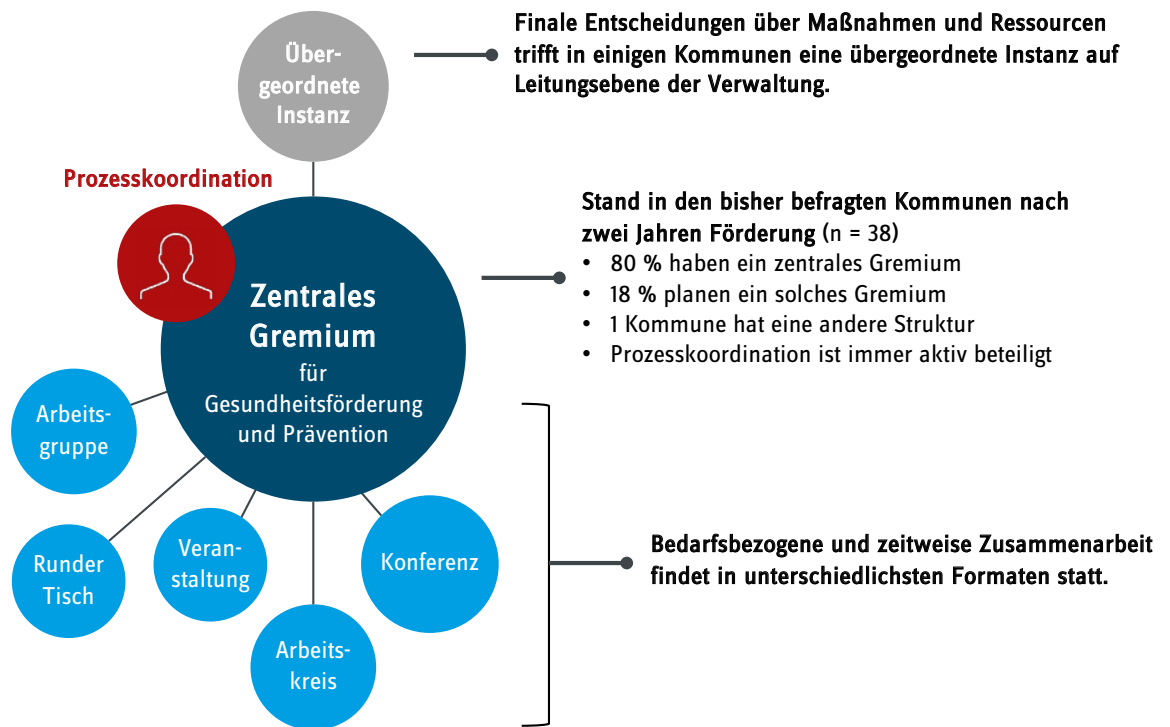 Über-
geordnete
Instanz
Finale Entscheidungen über Maßnahmen und Ressourcen
trifft in einigen Kommunen eine übergeordnete Instanz auf
Leitungsebene der Verwaltung.
Prozesskoordination
Zentrales
Gremium
für
Gesundheitsförderung
und Prävention
Stand in den bisher befragten Kommunen nach
zwei Jahren Förderung (n = 38)
• 80 % haben ein zentrales Gremium
• 18 % planen ein solches Gremium
• 1 Kommune hat eine andere Struktur
• Prozesskoordination ist immer aktiv beteiligt
Arbeits-
gruppe
Runder
Tisch
Veran-
staltung
Arbeits-
kreis
Konferenz
Bedarfsbezogene und zeitweise Zusammenarbeit
findet in unterschiedlichsten Formaten statt.